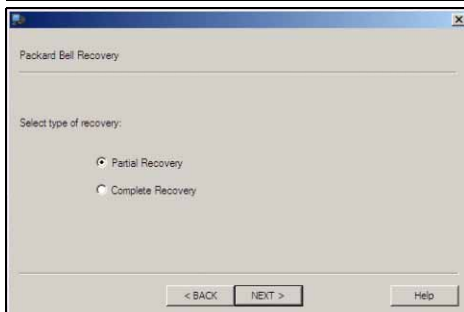 Packard Bell Recovery
Select type of recovery:
Partial Recovery
Complete Recovery
< BACK
NEXT >
Help